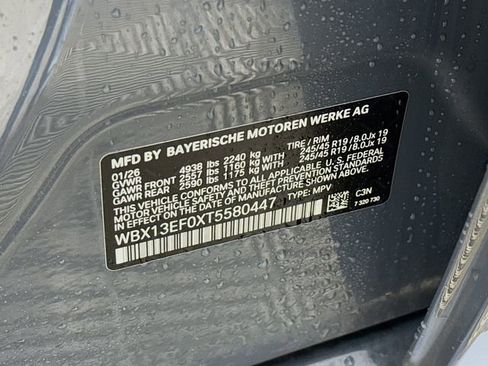 MFD BY BAYERISCHE MOTOREN WERKE AG
01/26 TIRE / RIM
GVWR 4938 lbs 2240 kg
GAWR FRONT 2557 lbs 1160 kg WITH 245/45 R19 / 8.0Jx 19
GAWR REAR 2590 lbs 1175 kg WITH 245/45 R19 / 8.0Jx 19
THIS VEHICLE CONFORMS TO ALL APPLICABLE U.S. FEDERAL
MOTOR VEHICLE SAFETY
THEFT PREVENTION STANDARDS IN
EFFECT ON THE DATE OF MANUFACTURE SHOWN ABOVE.
WBX13EF0XT5580447 TYPE: MPV
C3N
7 320 730